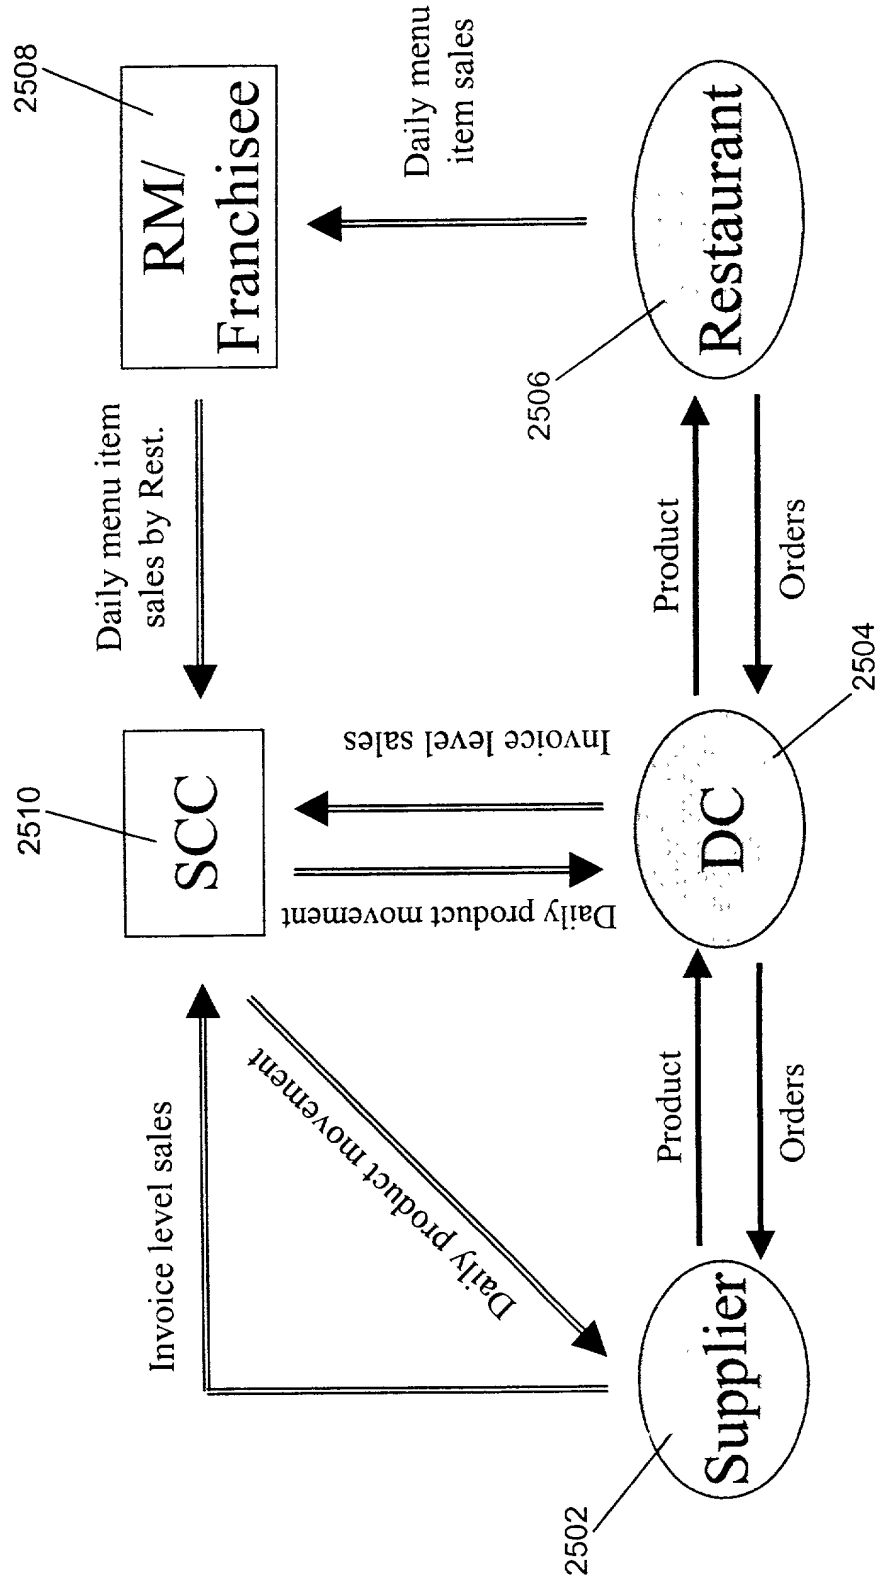 2510
2508
SCC
RM/
Franchisee
Daily menu item
sales by Rest.
Invoice level sales
Daily product movement
Daily product movement
Invoice level sales
Daily menu
item sales
2502
Supplier
Product
Orders
DC
2504
Product
Orders
2506
Restaurant